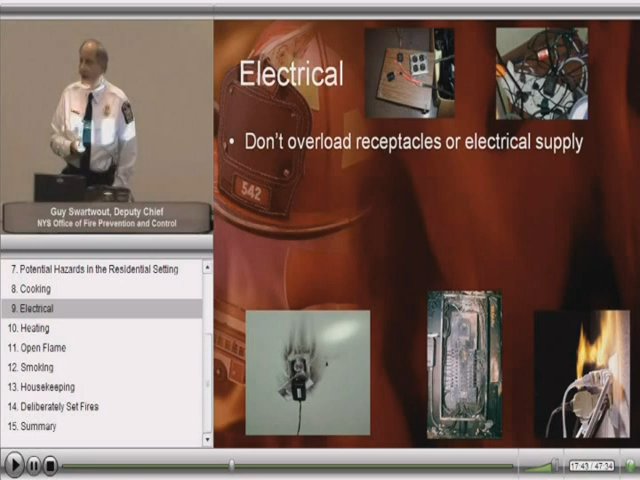 Electrical
• Don't overload receptacles or electrical supply
542
Guy Swartwout, Deputy Chief
NYS Office of Fire Prevention and Control
7. Potential Hazards in the Residential Setting
8. Cooking
9. Electrical
10. Heating
11. Open Flame
12. Smoking
13. Housekeeping
14. Deliberately Set Fires
15. Summary
17:43 / 47:34